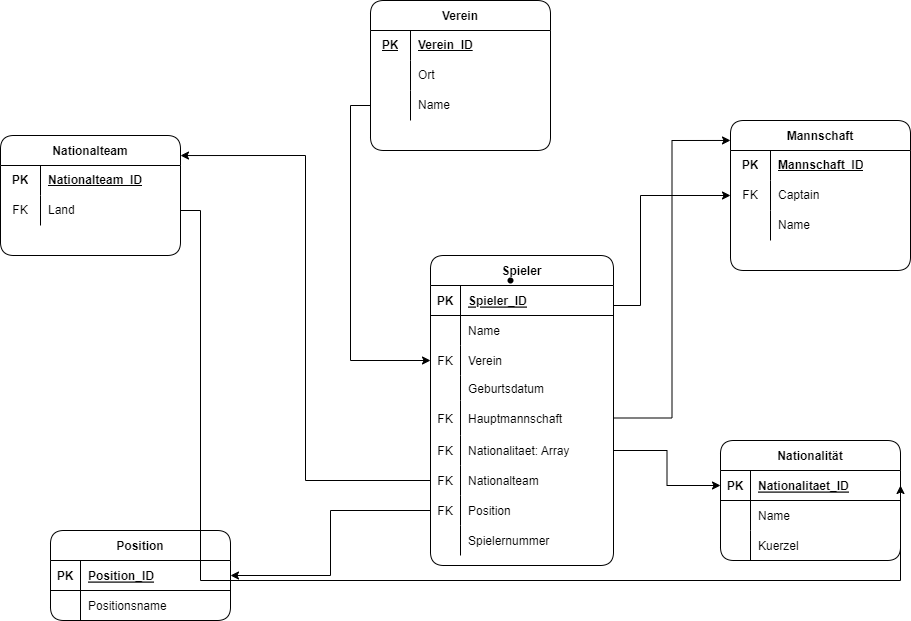 Verein
PK Verein_ID
Ort
Name
Nationalteam
PK Nationalteam_ID
FK Land
Mannschaft
PK Mannschaft_ID
FK Captain
Name
Spieler
PK Spieler_ID
Name
FK Verein
Geburtsdatum
FK Hauptmannschaft
FK Nationalitaet: Array
FK Nationalteam
FK Position
Spielernummer
Nationalität
PK Nationalitaet_ID
Name
Kuerzel
Position
PK Position_ID
Positionsname